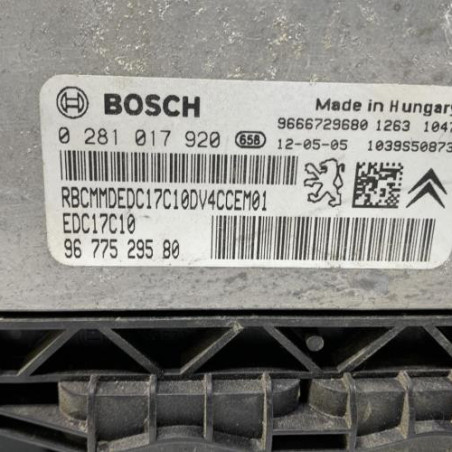 BOSCH
Made in Hungary
0 281 017 920 658
9666729680 1263 1047
12-05-05 1039S50873
RBCMMDEDC17C10DV4CCEM01
EDC17C10
96 775 295 80